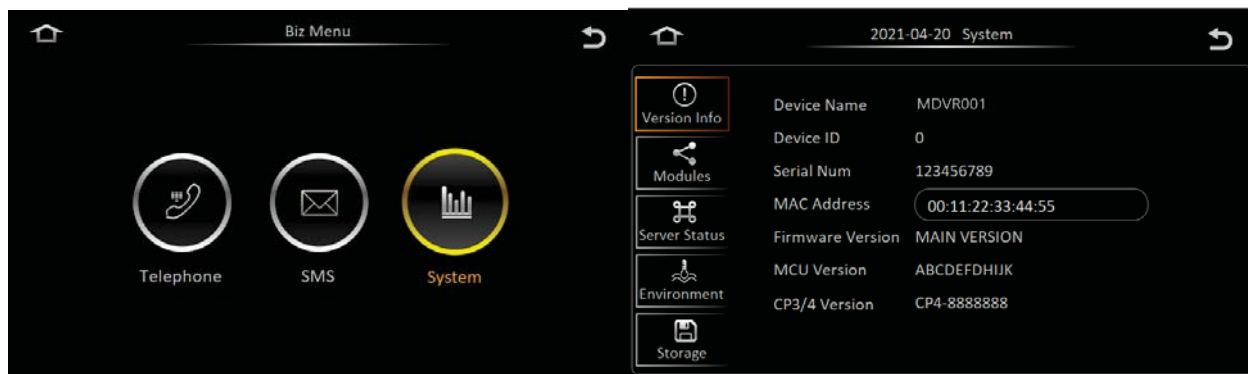 Biz Menu
Telephone
SMS
System
2021-04-20 System
Version Info
Modules
Server Status
Environment
Storage
Device Name MDVR001
Device ID 0
Serial Num 123456789
MAC Address 00:11:22:33:44:55
Firmware Version MAIN VERSION
MCU Version ABCDEFDHIJK
CP3/4 Version CP4-8888888